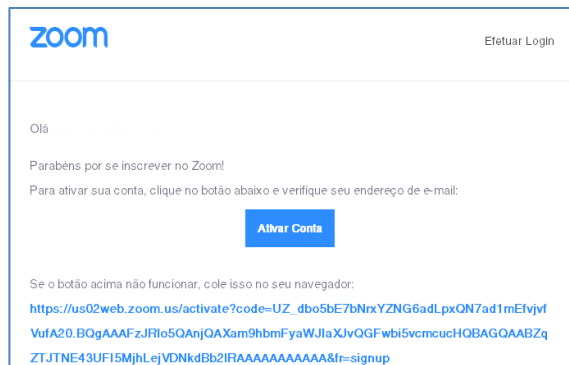 zoom
Efetuar Login
Olá
Parabéns por se inscrever no Zoom!
Para ativar sua conta, clique no botão abaixo e verifique seu endereço de e-mail:
Ativar Conta
Se o botão acima não funcionar, cole isso no seu navegador:
https://us02web.zoom.us/activate?code=UZ_dbo5bE7bNrxYZNG6adLpxQN7ad1mEfvjvf
VufA20.BQgAAAFzJRIo5QAnjQAXam9hbmFyaWJlaXJvQGFwbi5vcmcucHQBAGQAABZq
ZTJTNE43UFI5MjhLejVDNkdBb2lRAAAAAAAAAAA&fr=signup